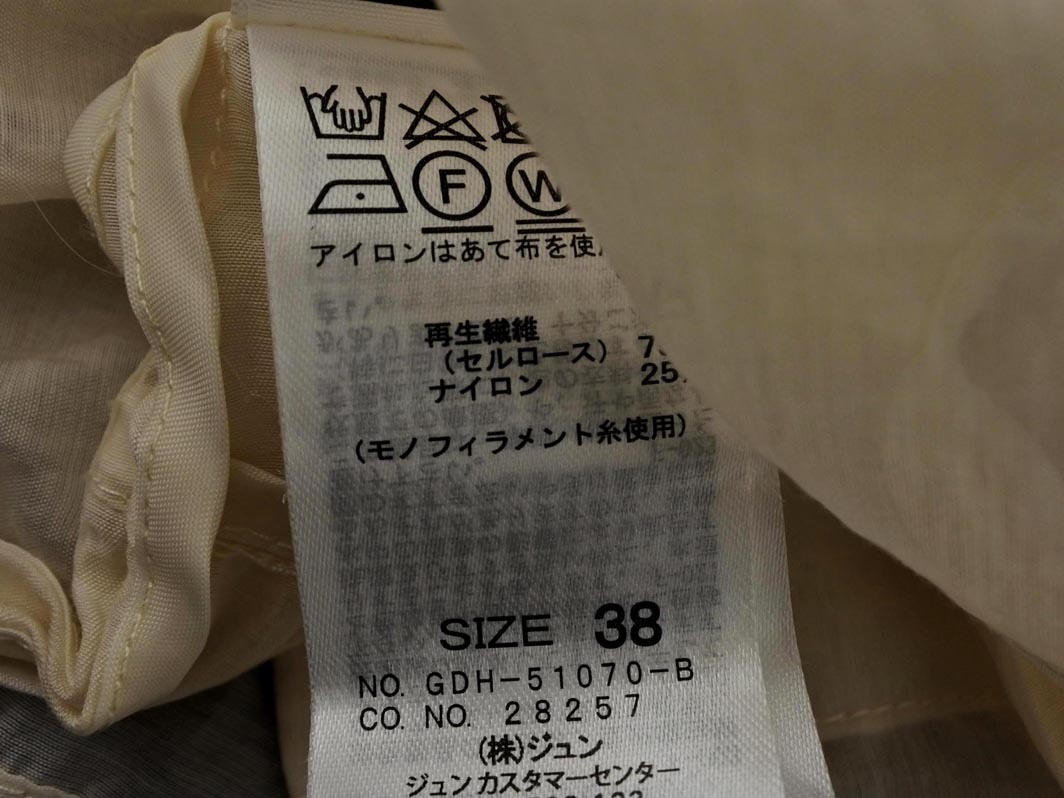 F W
アイロンはあて布を使
再生繊維
(セルロース) 7
ナイロン 25
(モノフィラメント糸使用)
SIZE 38
NO. GDH-51070-B
CO. NO. 28257
(株)ジュン
ジュンカスタマーセンター